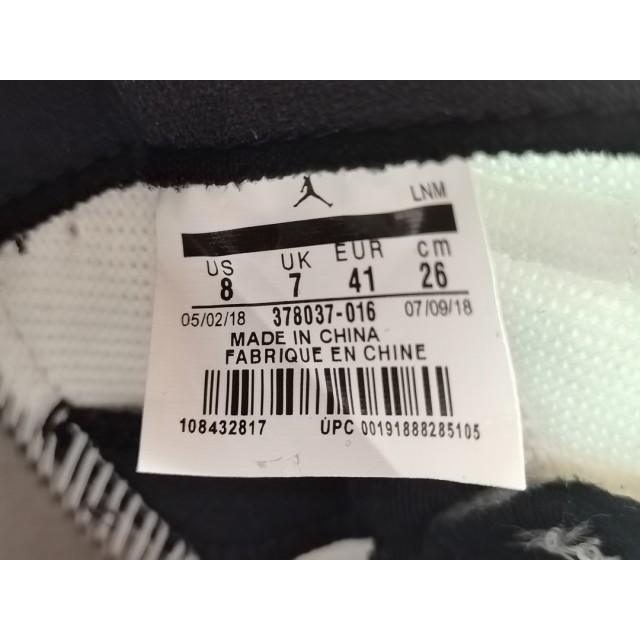 LNM
US UK EUR cm
8 7 41 26
05/02/18 378037-016 07/09/18
MADE IN CHINA
FABRIQUE EN CHINE
108432817 UPC 00191888285105